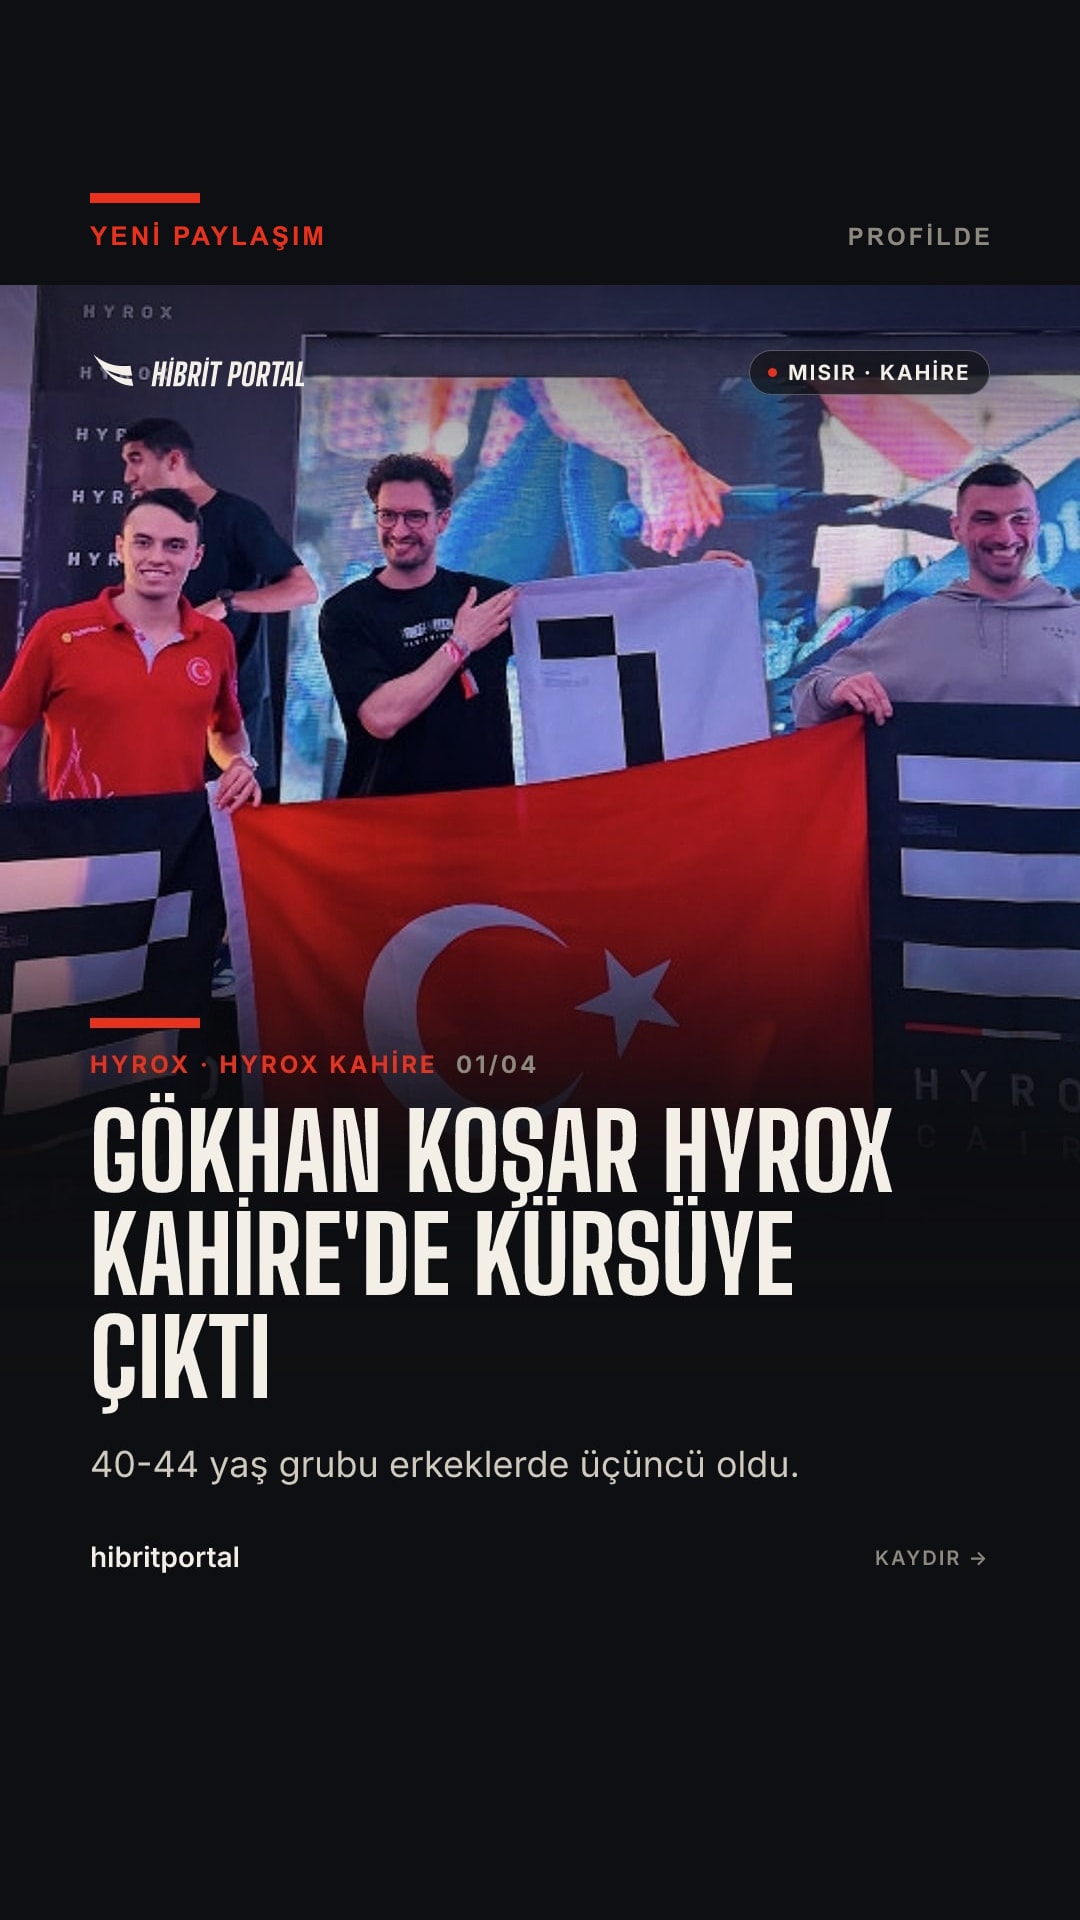 YENİ PAYLAŞIM
PROFİLDE
HYROX
HİBRİT PORTAL
MISIR · KAHİRE
HYROX · HYROX KAHİRE 01/04
GÖKHAN KOŞAR HYROX
KAHİRE'DE KÜRSÜYE
ÇIKTI
40-44 yaş grubu erkeklerde üçüncü oldu.
hibritportal
KAYDIR →